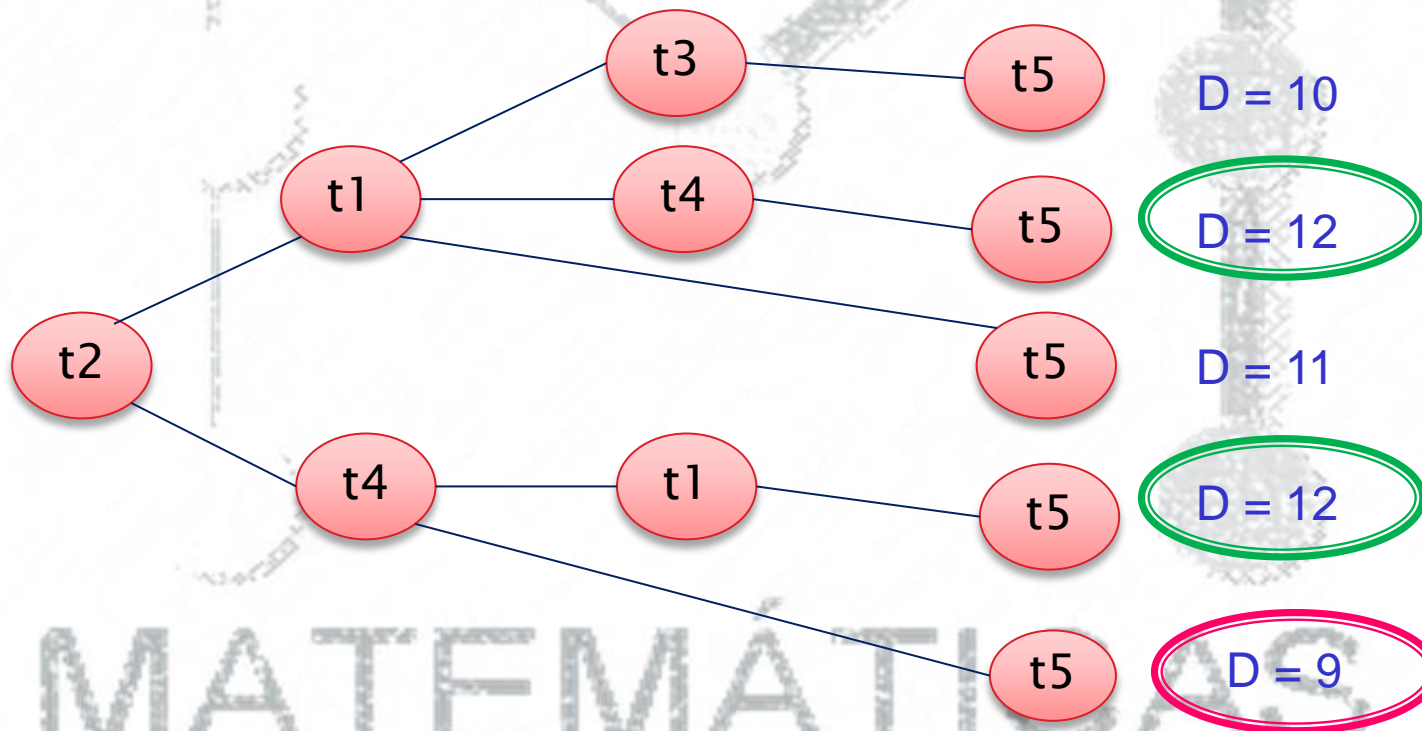 t3
t5
D = 10
t1
t4
t5
D = 12
t2
t5
D = 11
t4
t1
t5
D = 12
t5
D = 9
MATEMÁTICAS